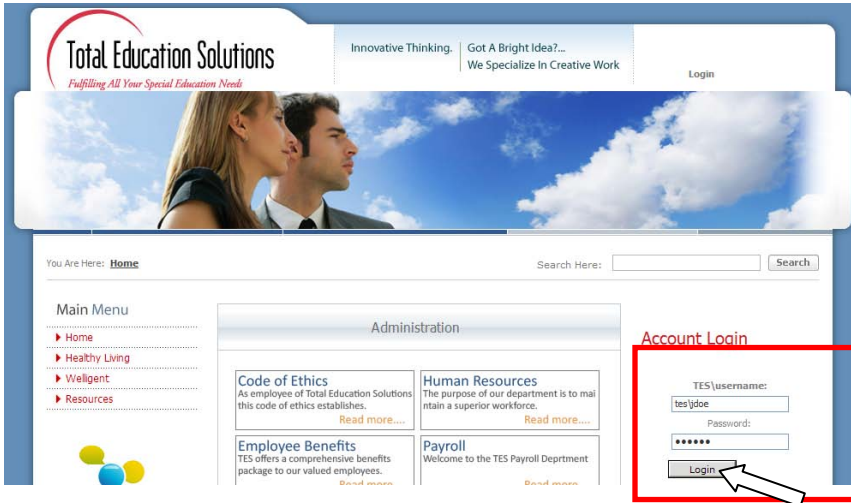 Total Education Solutions
Fulfilling All Your Special Education Needs
Innovative Thinking.
Got A Bright Idea?...
We Specialize In Creative Work
Login
You Are Here: Home
Search Here:
Search
Main Menu
Home
Healthy Living
Welligent
Resources
Administration
Code of Ethics
As employee of Total Education Solutions
this code of ethics establishes.
Read more....
Human Resources
The purpose of our department is to mai
ntain a superior workforce.
Read more....
Employee Benefits
TES offers a comprehensive benefits
package to our valued employees.
Read more....
Payroll
Welcome to the TES Payroll Deprtment
Read more....
Account Login
TES\username:
tes\jdoe
Password:
••••••
Login